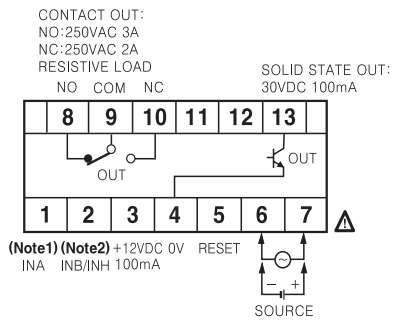 CONTACT OUT:
NO:250VAC 3A
NC:250VAC 2A
RESISTIVE LOAD
SOLID STATE OUT:
30VDC 100mA
NO COM NC
8 9 10 11 12 13
OUT
OUT
1 2 3 4 5 6 7
(Note1) (Note2) +12VDC 0V RESET
INA INB/INH 100mA
− +
SOURCE